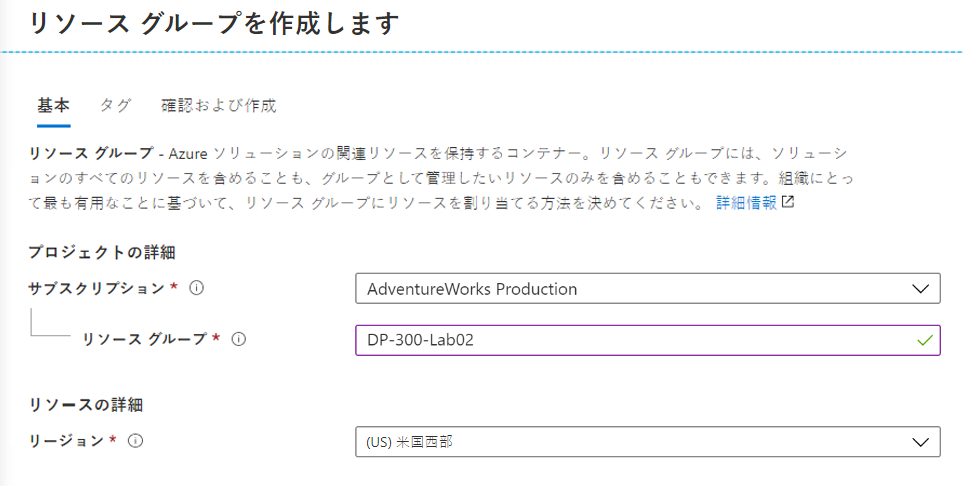 リソース グループを作成します
基本 タグ 確認および作成
リソース グループ - Azure ソリューションの関連リソースを保持するコンテナー。リソース グループには、ソリューシ
ョンのすべてのリソースを含めることも、グループとして管理したいリソースのみを含めることもできます。組織にとっ
て最も有用なことに基づいて、リソース グループにリソースを割り当てる方法を決めてください。 詳細情報
プロジェクトの詳細
サブスクリプション * AdventureWorks Production
リソース グループ * DP-300-Lab02
リソースの詳細
リージョン * (US) 米国西部